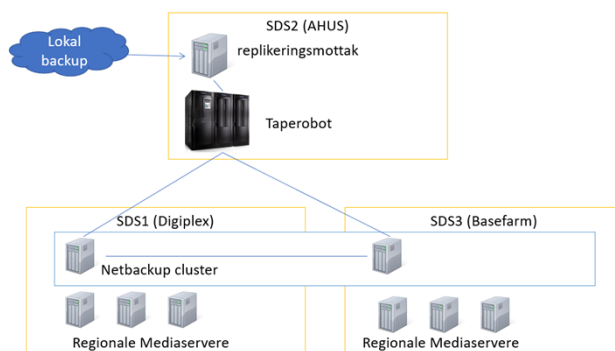 SDS2 (AHUS)
Lokal
backup
replikeringsmottak
Taperobot
SDS1 (Digiplex)
SDS3 (Basefarm)
Netbackup cluster
Regionale Mediaservere
Regionale Mediaservere